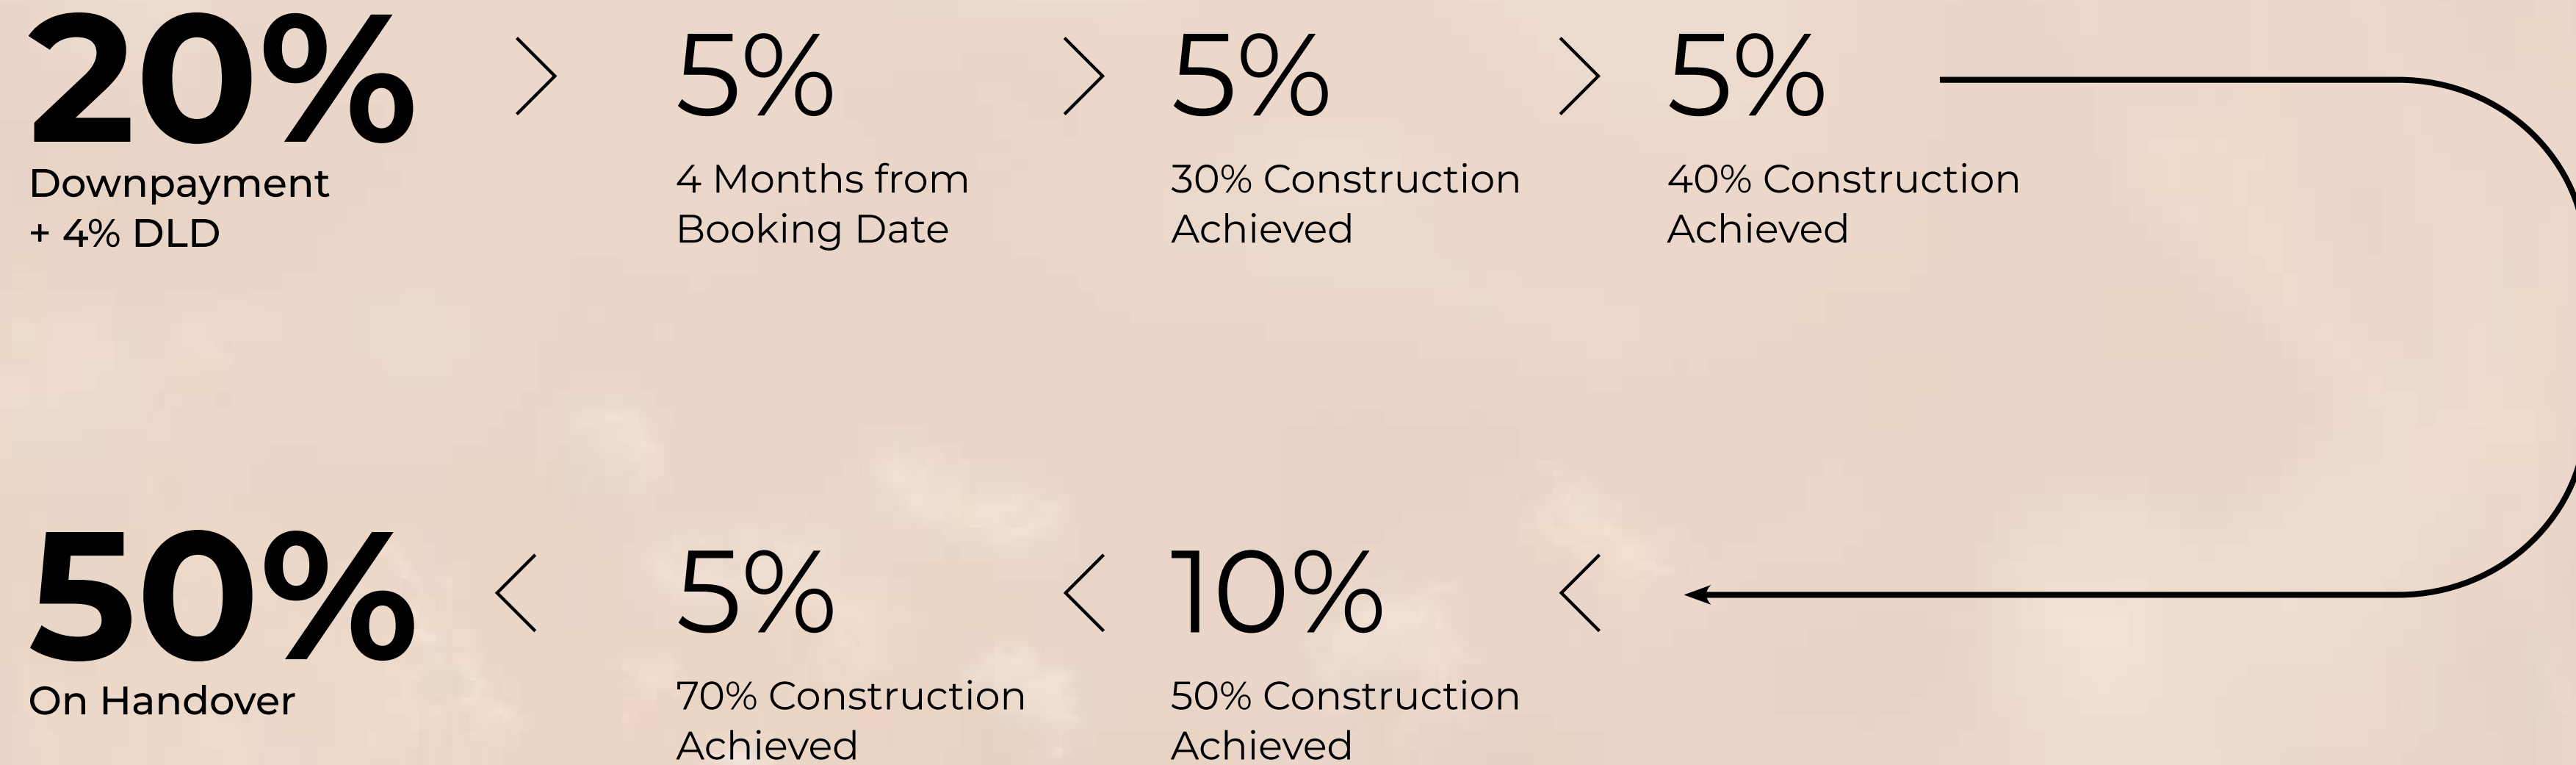 20%
Downpayment
+ 4% DLD
5%
4 Months from
Booking Date
5%
30% Construction
Achieved
5%
40% Construction
Achieved
10%
50% Construction
Achieved
5%
70% Construction
Achieved
50%
On Handover